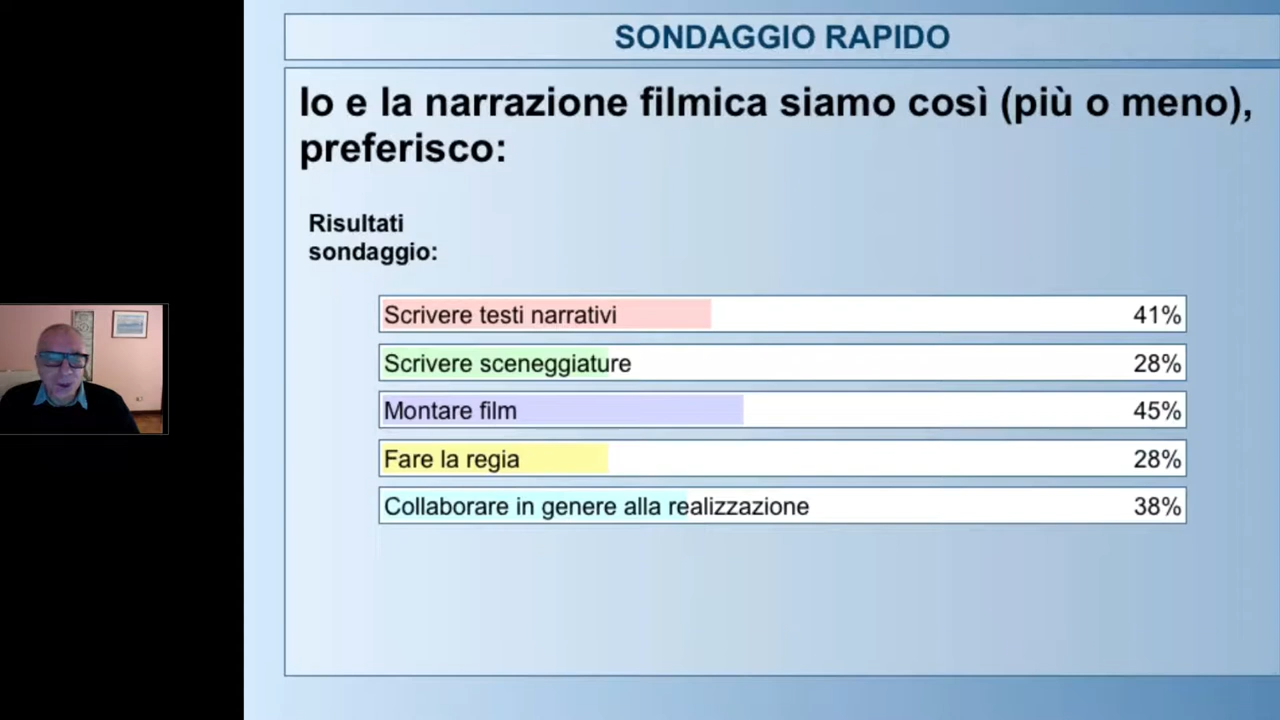 SONDAGGIO RAPIDO
Io e la narrazione filmica siamo così (più o meno),
preferisco:
Risultati
sondaggio:
Scrivere testi narrativi 41%
Scrivere sceneggiature 28%
Montare film 45%
Fare la regia 28%
Collaborare in genere alla realizzazione 38%